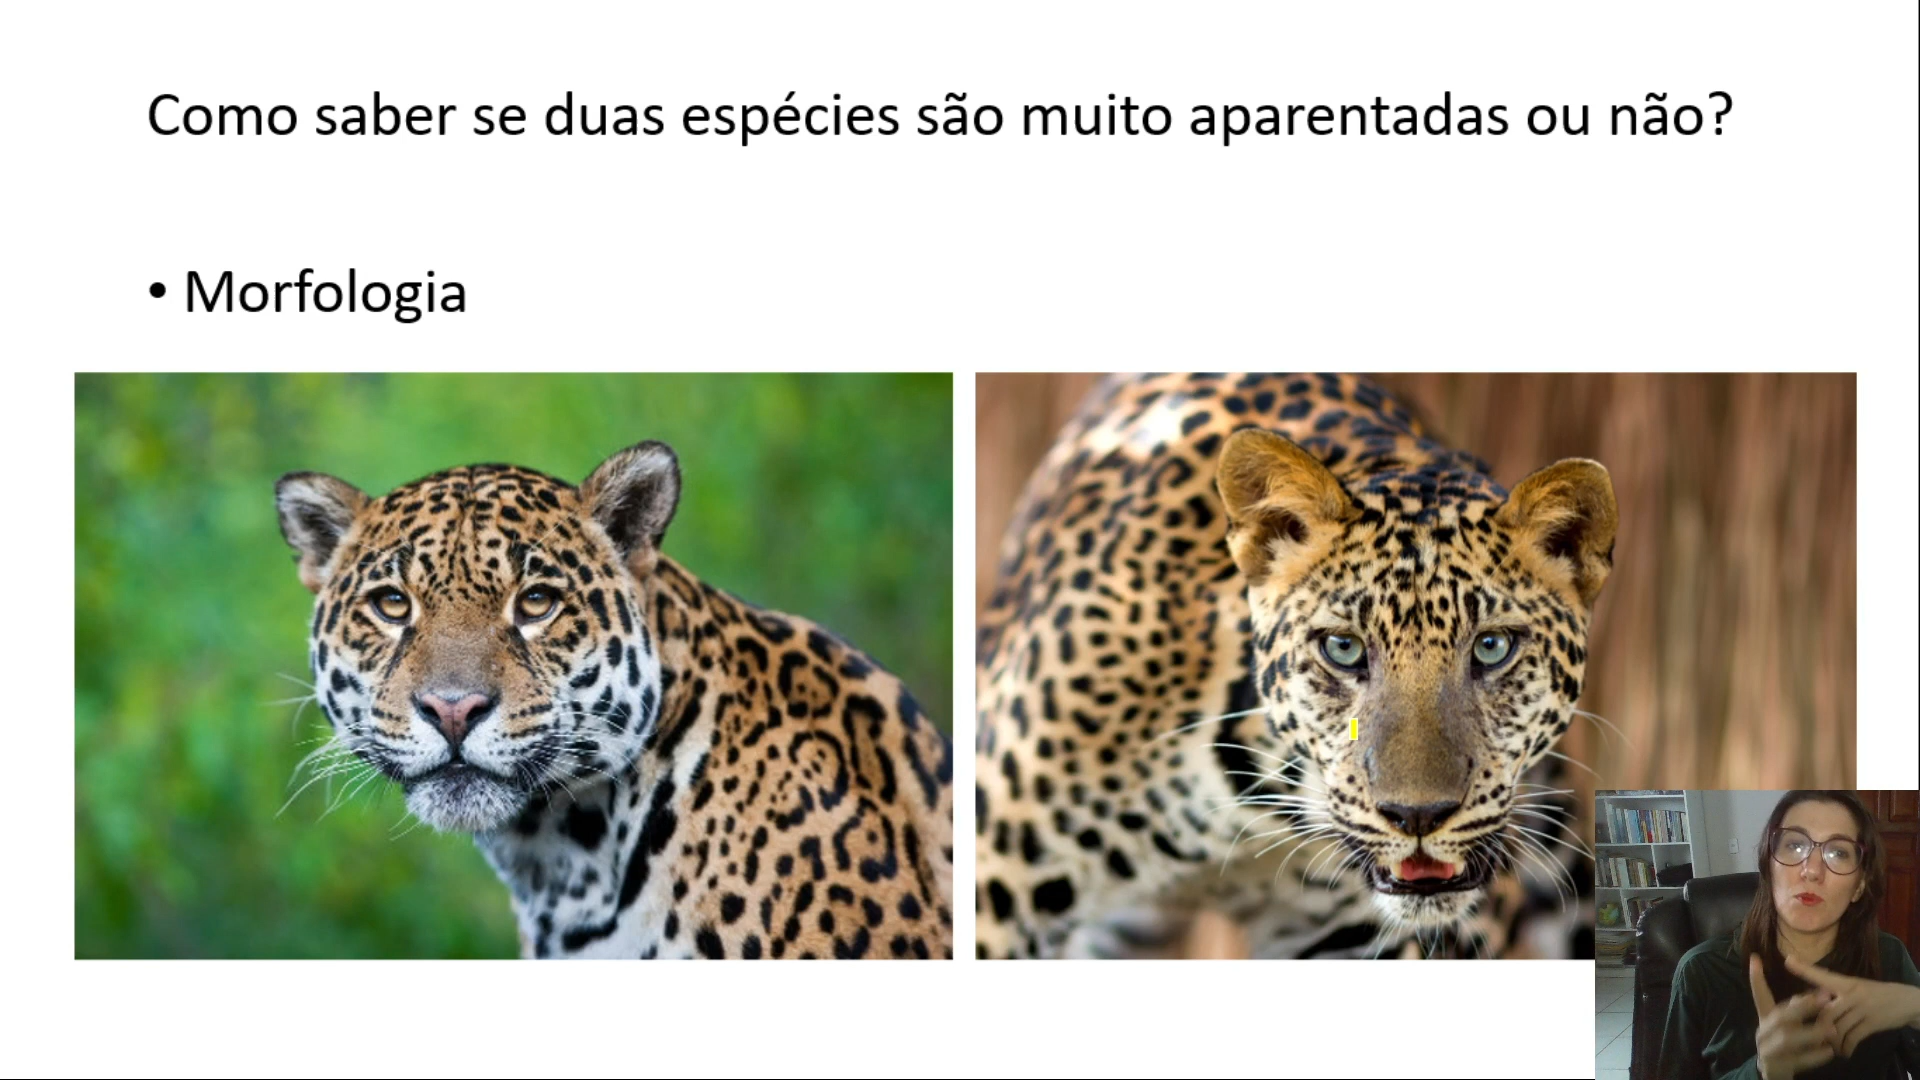 Como saber se duas espécies são muito aparentadas ou não?
• Morfologia